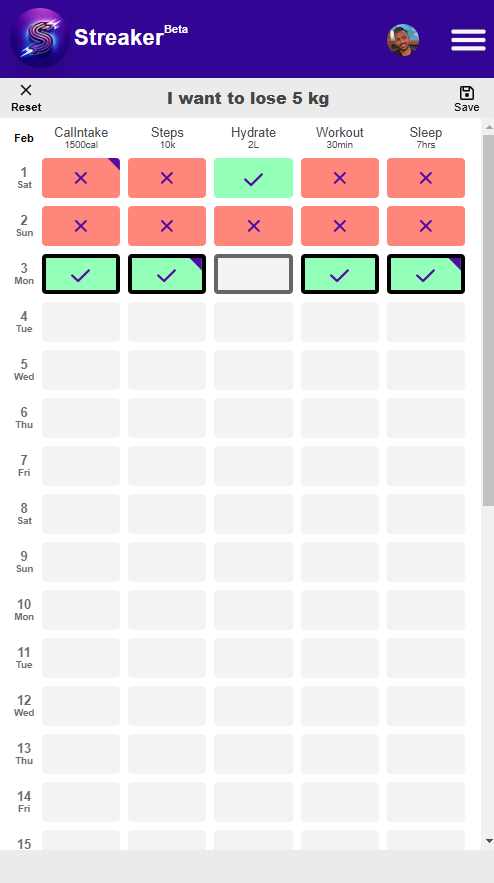 Streaker Beta
Reset
I want to lose 5 kg
Save
Feb
CalIntake
1500cal
Steps
10k
Hydrate
2L
Workout
30min
Sleep
7hrs
1
Sat
2
Sun
3
Mon
4
Tue
5
Wed
6
Thu
7
Fri
8
Sat
9
Sun
10
Mon
11
Tue
12
Wed
13
Thu
14
Fri
15